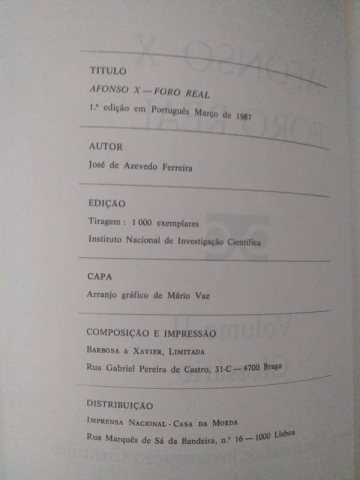 TITULO
AFONSO X — FORO REAL
1.ª edição em Português Março de 1987
AUTOR
José de Azevedo Ferreira
EDIÇÃO
Tiragem: 1 000 exemplares
Instituto Nacional de Investigação Científica
CAPA
Arranjo gráfico de Mário Vaz
COMPOSIÇÃO E IMPRESSÃO
BARBOSA & XAVIER, LIMITADA
Rua Gabriel Pereira de Castro, 31-C — 4700 Braga
DISTRIBUIÇÃO
IMPRENSA NACIONAL - CASA DA MOEDA
Rua Marquês de Sá da Bandeira, n.º 16 — 1000 Lisboa